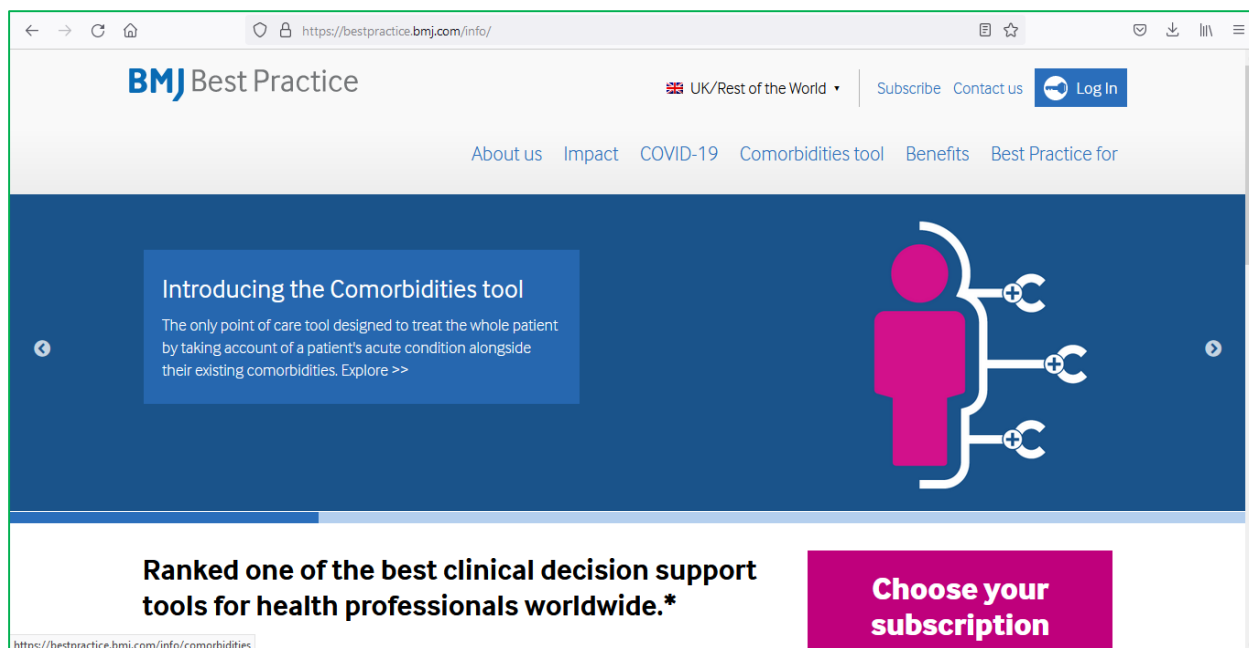 https://bestpractice.bmj.com/info/
BMJ Best Practice
UK/Rest of the World
Subscribe Contact us Log In
About us Impact COVID-19 Comorbidities tool Benefits Best Practice for
Introducing the Comorbidities tool
The only point of care tool designed to treat the whole patient
by taking account of a patient's acute condition alongside
their existing comorbidities. Explore >>
Ranked one of the best clinical decision support
tools for health professionals worldwide.*
Choose your
subscription
https://bestpractice.bmj.com/info/comorbidities